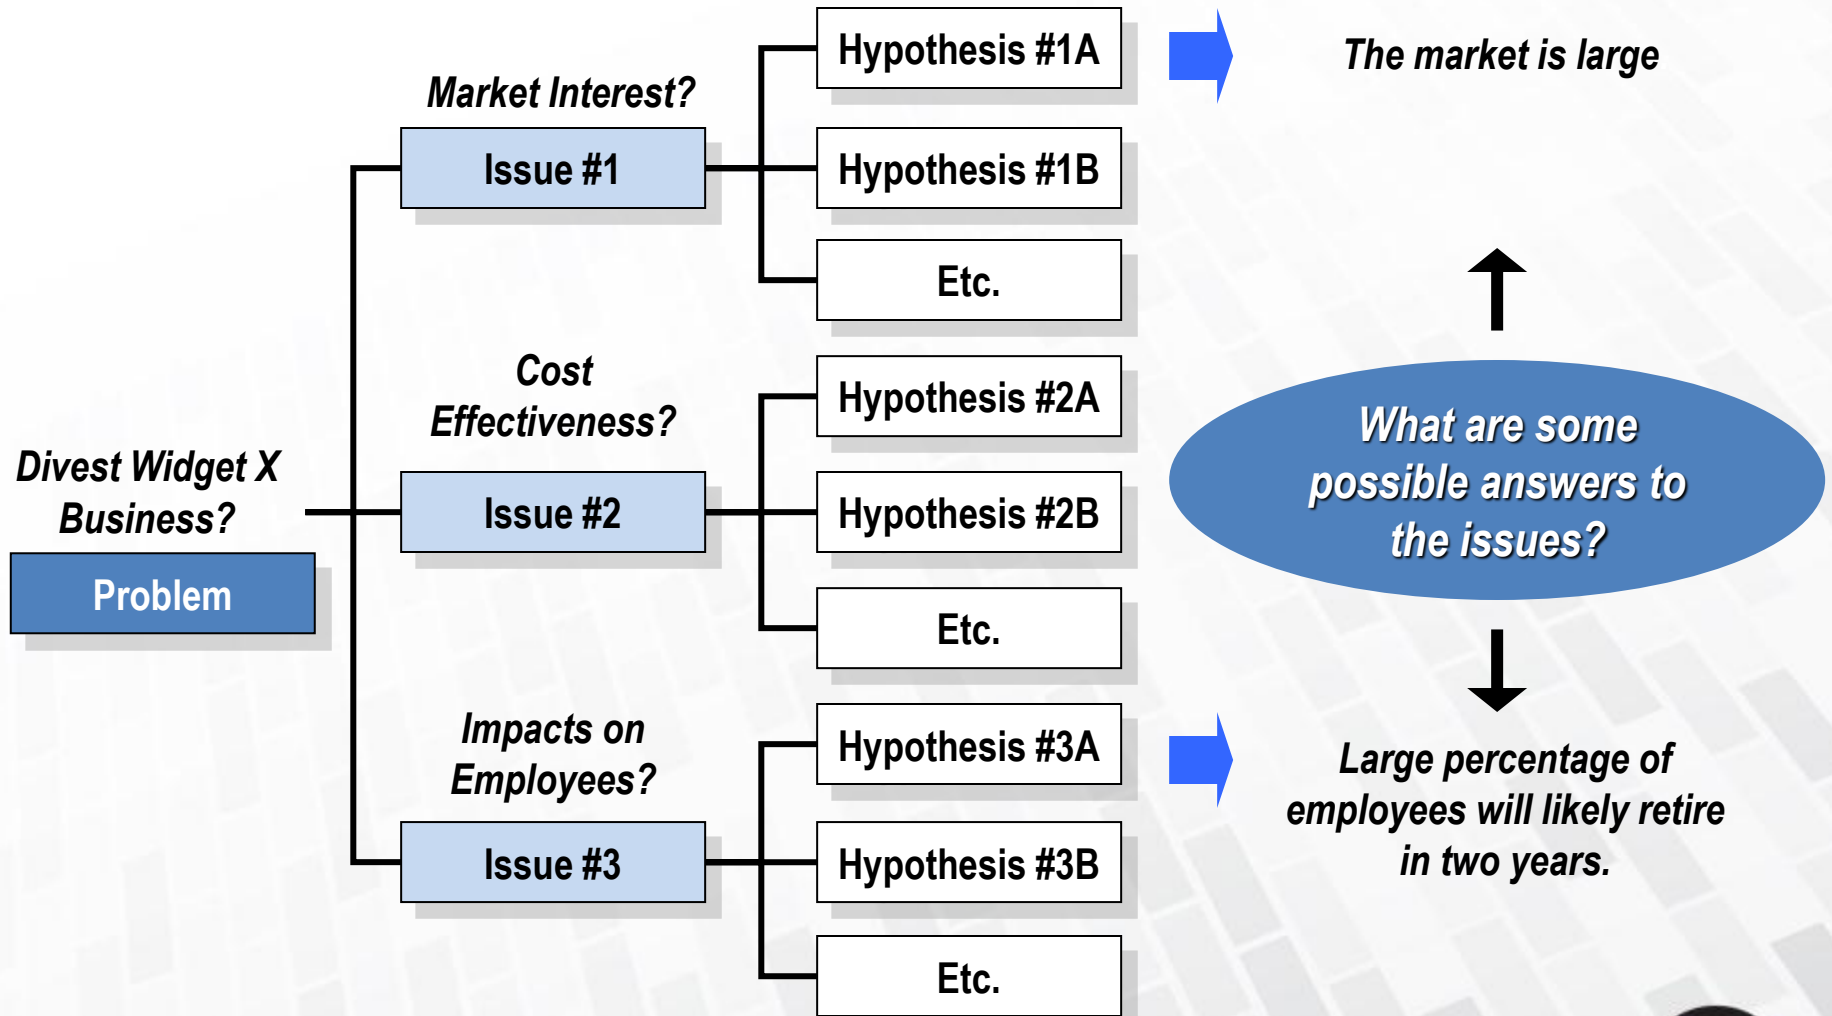 Divest Widget X
Business?
Problem
Market Interest?
Issue #1
Cost
Effectiveness?
Issue #2
Impacts on
Employees?
Issue #3
Hypothesis #1A
Hypothesis #1B
Etc.
Hypothesis #2A
Hypothesis #2B
Etc.
Hypothesis #3A
Hypothesis #3B
Etc.
The market is large
What are some
possible answers to
the issues?
Large percentage of
employees will likely retire
in two years.